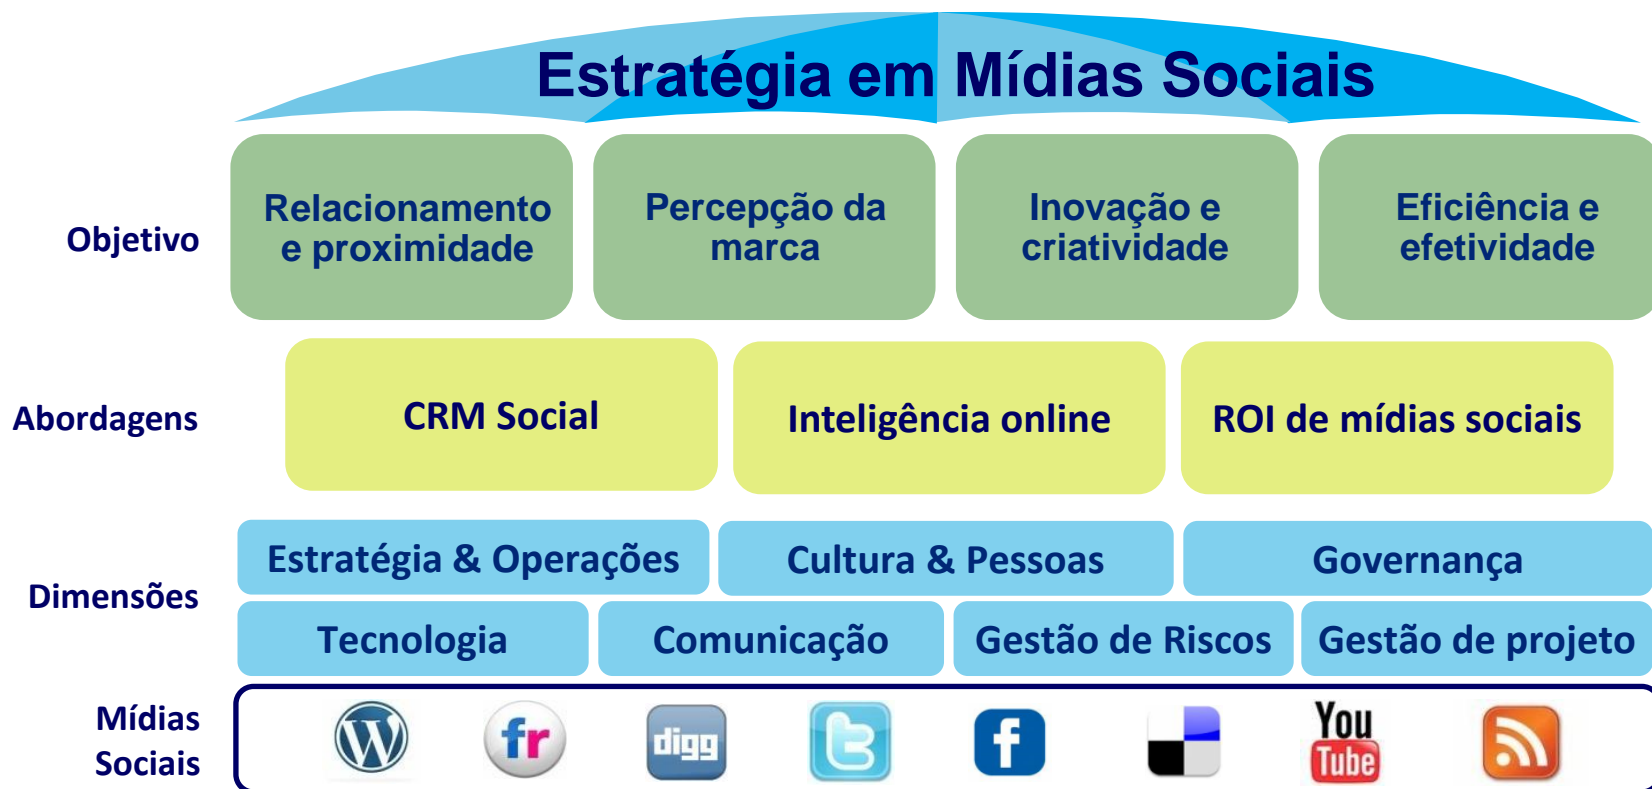 Estratégia em Mídias Sociais
Objetivo
Relacionamento
e proximidade
Percepção da
marca
Inovação e
criatividade
Eficiência e
efetividade
Abordagens
CRM Social
Inteligência online
ROI de mídias sociais
Dimensões
Estratégia & Operações
Cultura & Pessoas
Governança
Tecnologia
Comunicação
Gestão de Riscos
Gestão de projeto
Mídias
Sociais
W
fr
digg
t
f
You
Tube